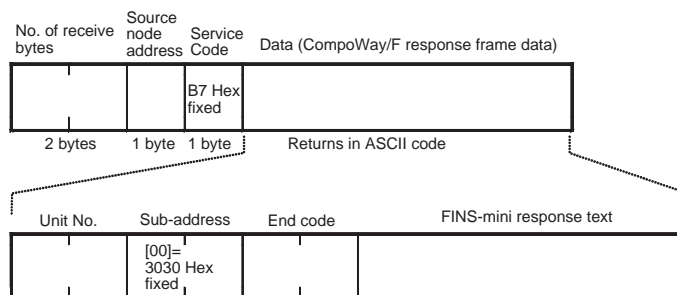 No. of receive bytes
Source node address
Service Code
Data (CompoWay/F response frame data)
B7 Hex fixed
2 bytes
1 byte
1 byte
Returns in ASCII code
Unit No.
Sub-address
End code
FINS-mini response text
[00]=
3030 Hex
fixed